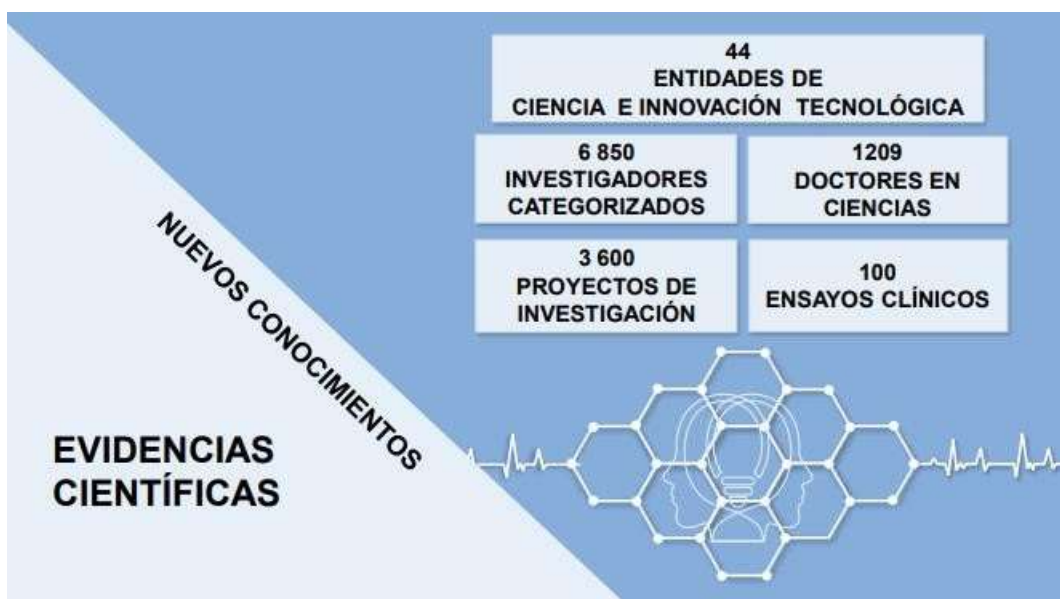 44
ENTIDADES DE
CIENCIA E INNOVACIÓN TECNOLÓGICA
6 850
INVESTIGADORES
CATEGORIZADOS
1209
DOCTORES EN
CIENCIAS
3 600
PROYECTOS DE
INVESTIGACIÓN
100
ENSAYOS CLÍNICOS
NUEVOS CONOCIMIENTOS
EVIDENCIAS
CIENTÍFICAS